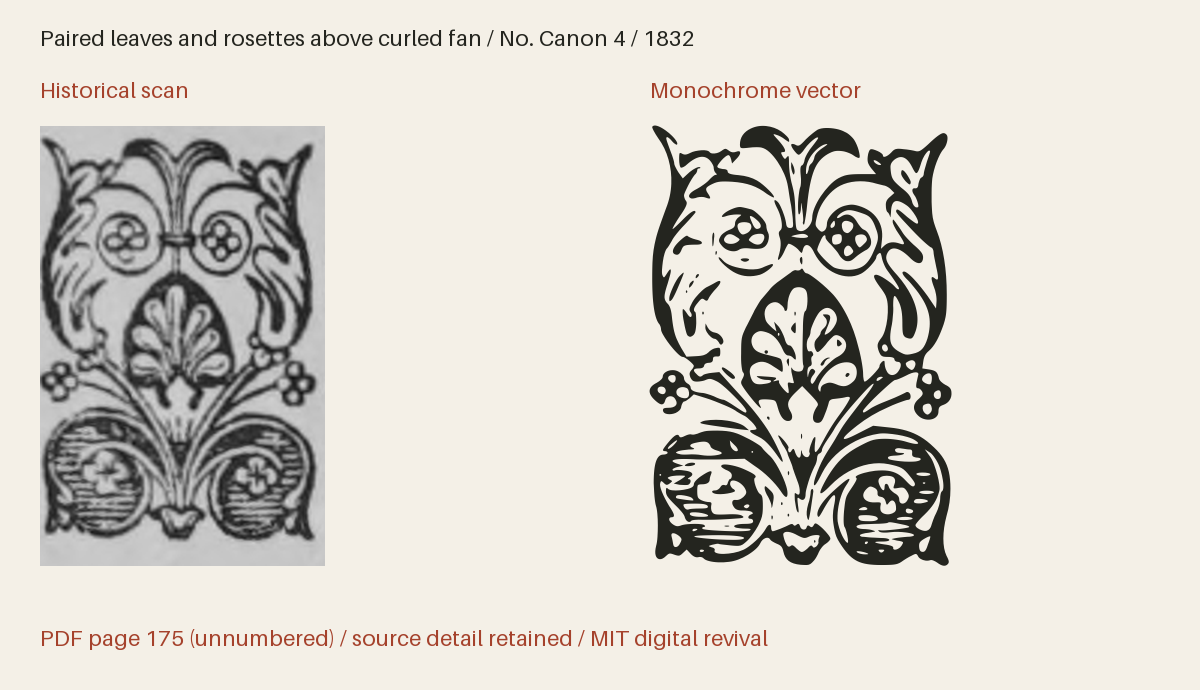 Paired leaves and rosettes above curled fan / No. Canon 4 / 1832
Historical scan
Monochrome vector
PDF page 175 (unnumbered) / source detail retained / MIT digital revival